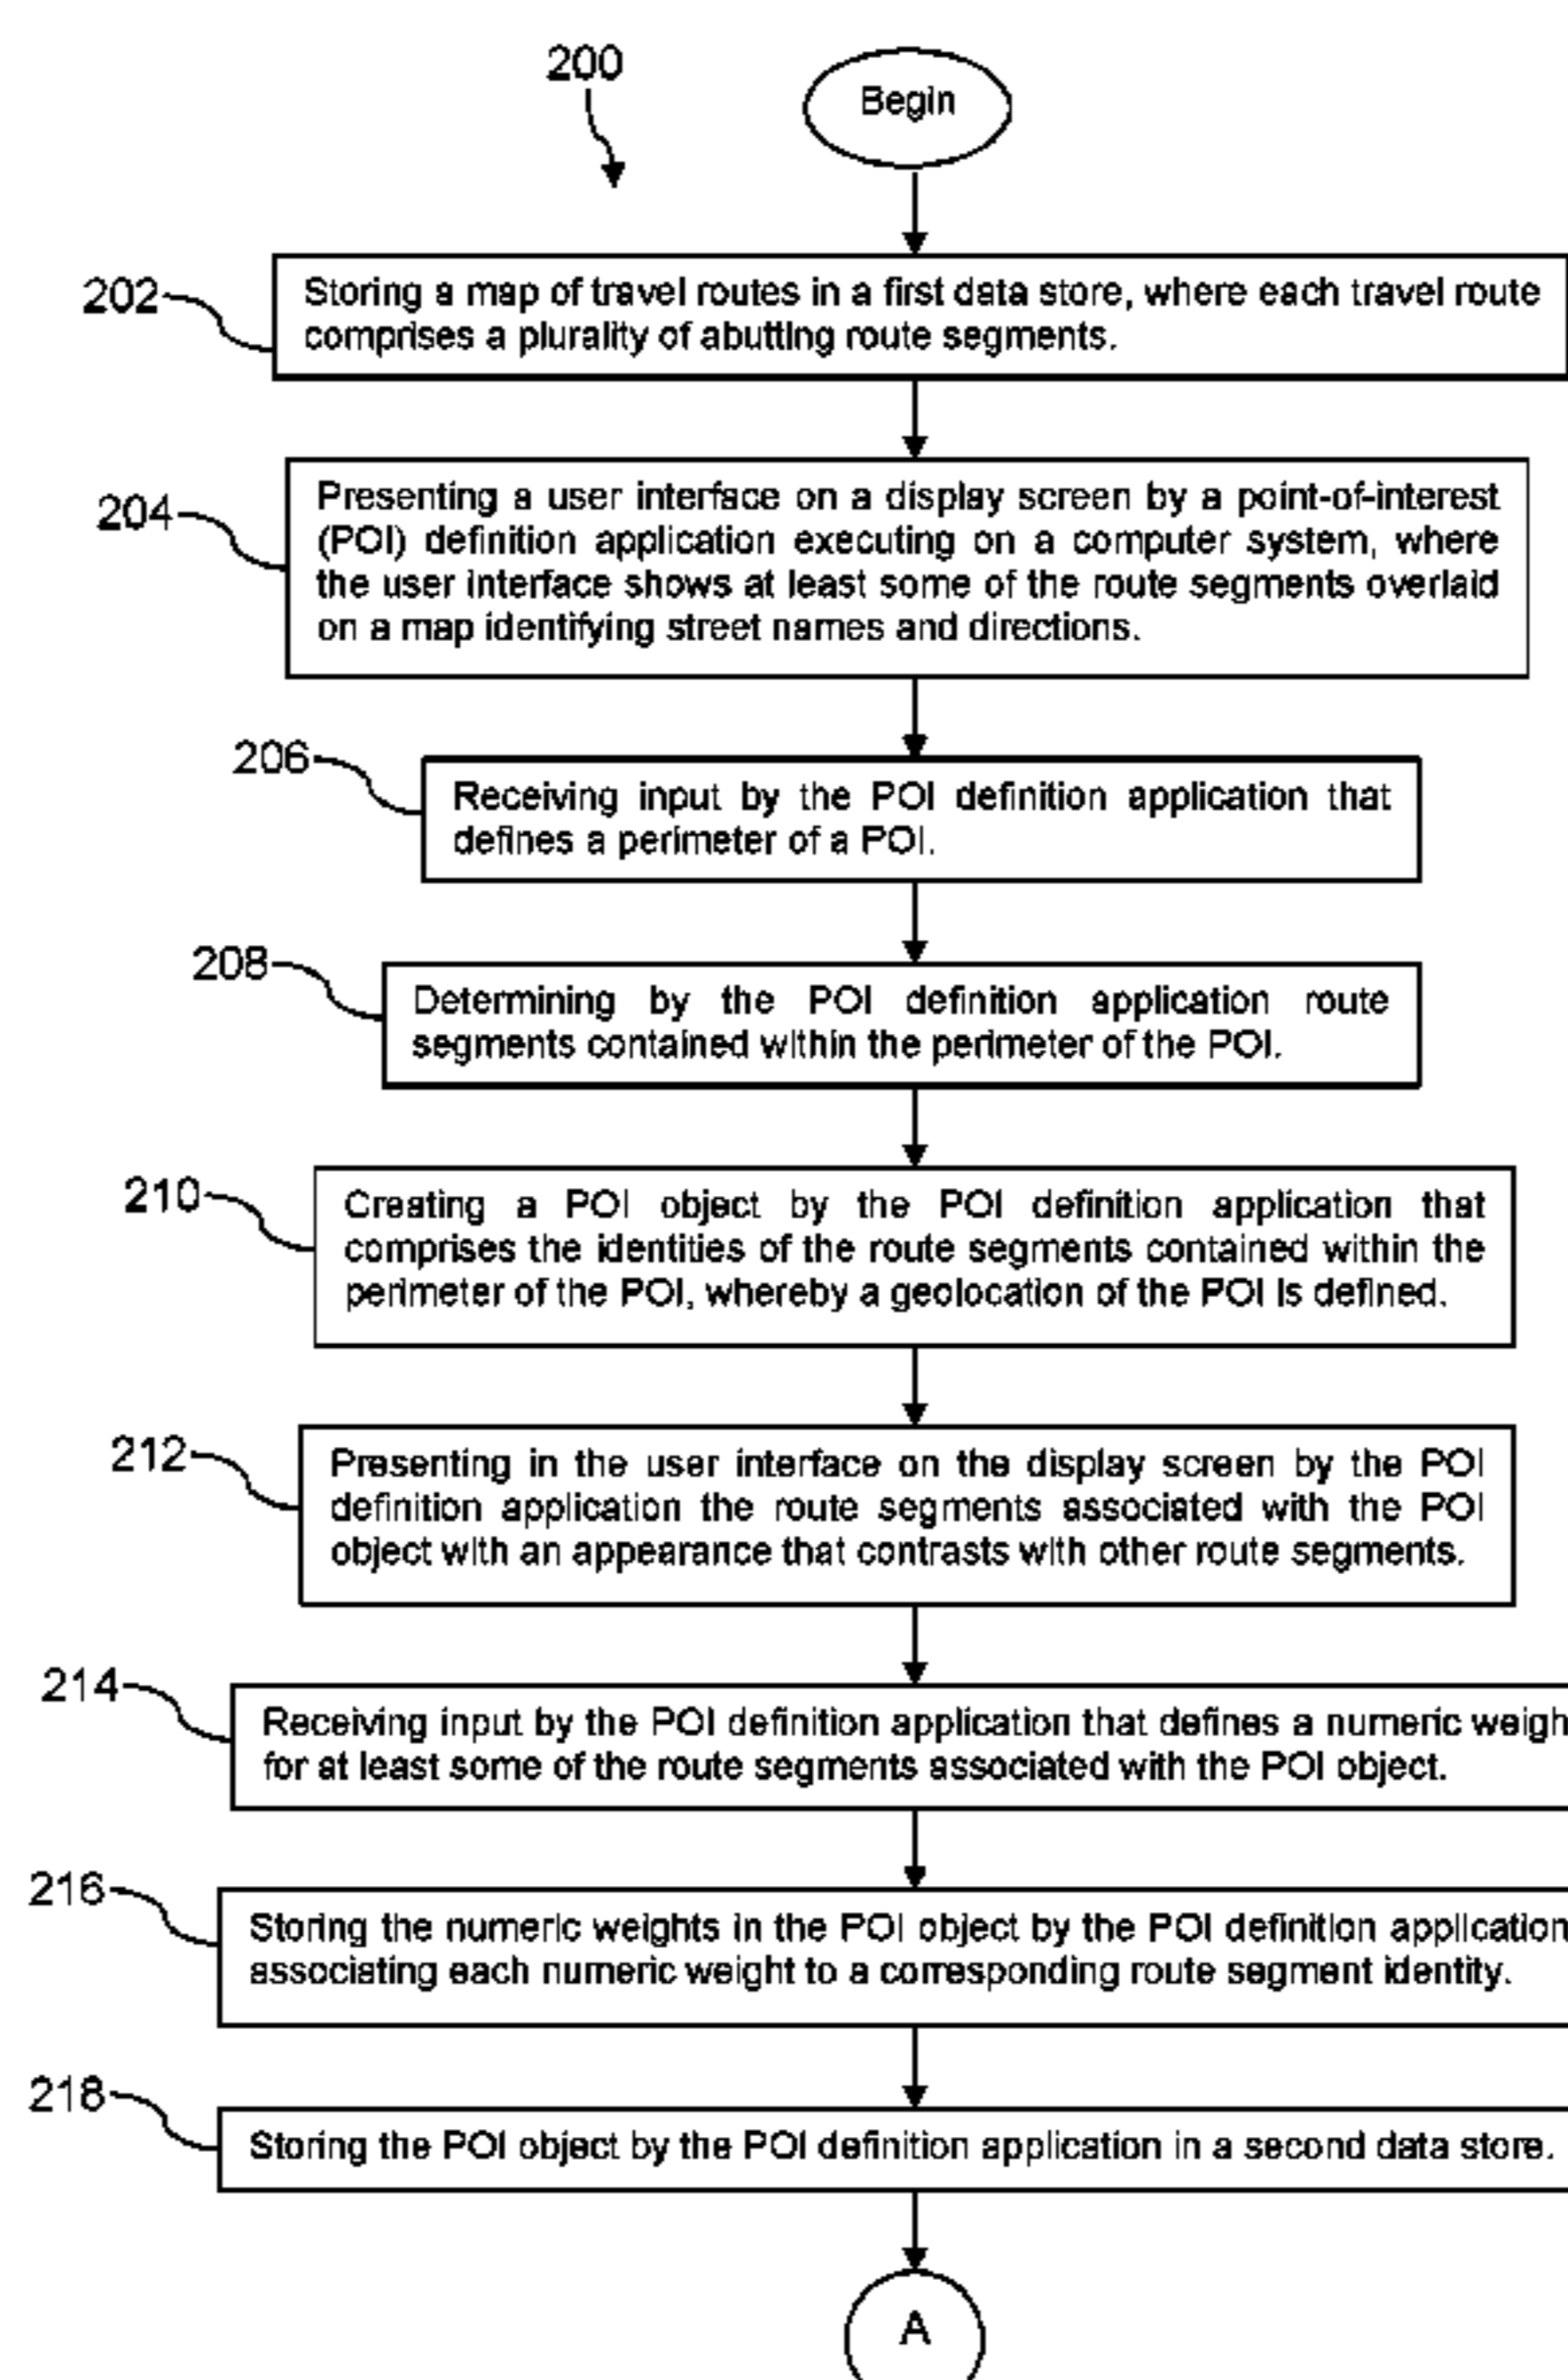 200
Begin
202
Storing a map of travel routes in a first data store, where each travel route
comprises a plurality of abutting route segments.
204
Presenting a user interface on a display screen by a point-of-interest
(POI) definition application executing on a computer system, where
the user interface shows at least some of the route segments overlaid
on a map identifying street names and directions.
206
Receiving input by the POI definition application that
defines a perimeter of a POI.
208
Determining by the POI definition application route
segments contained within the perimeter of the POI.
210
Creating a POI object by the POI definition application that
comprises the identities of the route segments contained within the
perimeter of the POI, whereby a geolocation of the POI is defined.
212
Presenting in the user interface on the display screen by the POI
definition application the route segments associated with the POI
object with an appearance that contrasts with other route segments.
214
Receiving input by the POI definition application that defines a numeric weigh
for at least some of the route segments associated with the POI object.
216
Storing the numeric weights in the POI object by the POI definition application
associating each numeric weight to a corresponding route segment identity.
218
Storing the POI object by the POI definition application in a second data store.
A